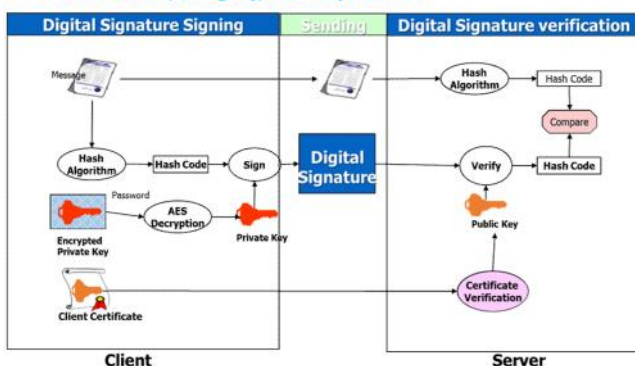 Digital Signature Signing
Sending
Digital Signature verification
Message
Hash
Algorithm
Hash Code
Compare
Hash
Algorithm
Hash Code
Sign
Digital
Signature
Verify
Hash Code
Password
AES
Decryption
Encrypted
Private Key
Private Key
Public Key
Certificate
Verification
Client Certificate
Client
Server